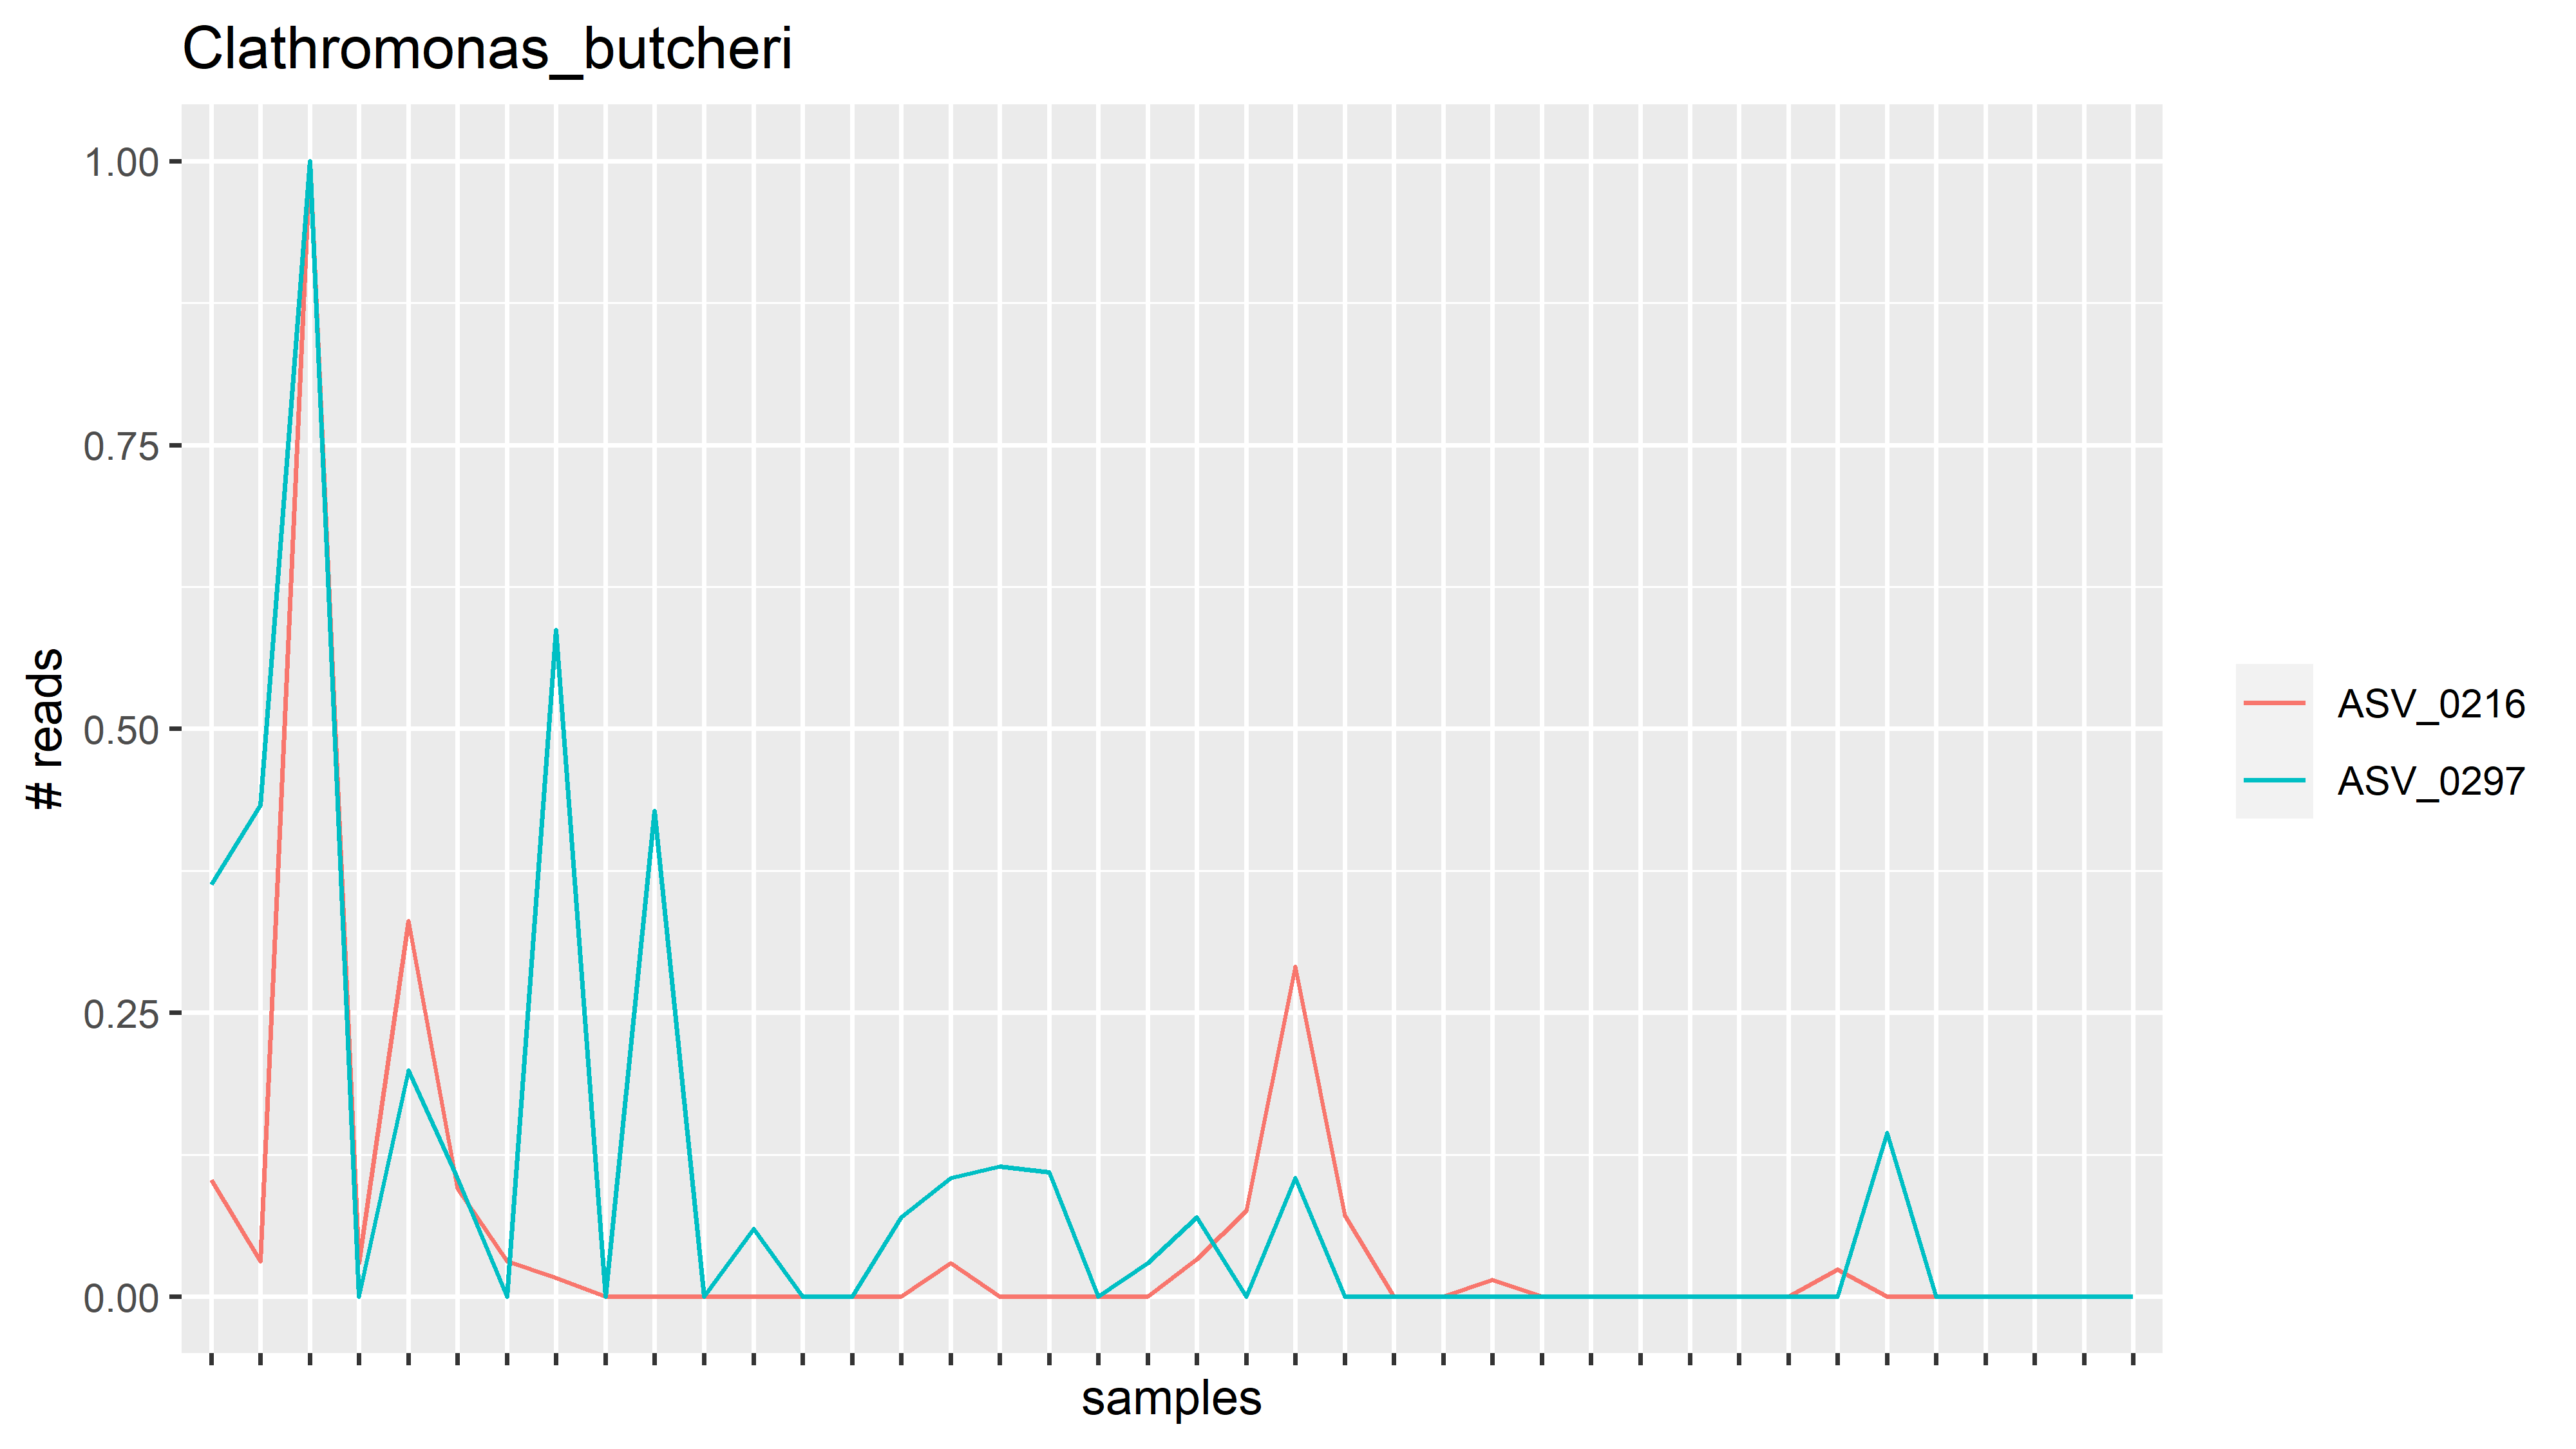 Clathromonas_butcheri
1.00
0.75
0.50
0.25
0.00
# reads
samples
ASV_0216
ASV_0297